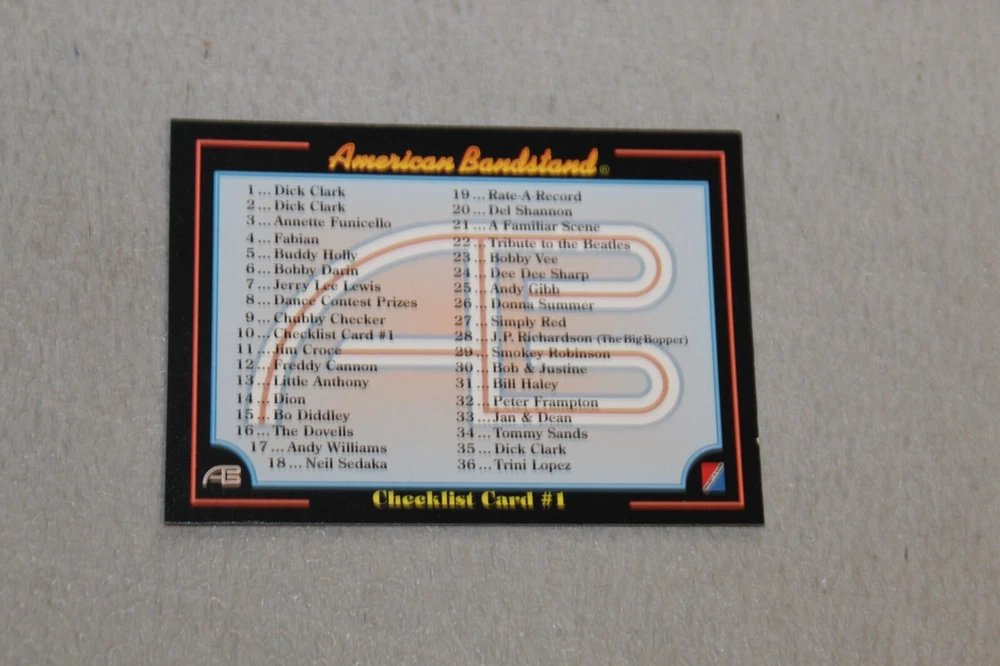 American Bandstand®
1 ... Dick Clark
2 ... Dick Clark
3 ... Annette Funicello
4 ... Fabian
5 ... Buddy Holly
6 ... Bobby Darin
7 ... Jerry Lee Lewis
8 ... Dance Contest Prizes
9 ... Chubby Checker
10 ... Checklist Card #1
11 ... Jim Croce
12 ... Freddy Cannon
13 ... Little Anthony
14 ... Dion
15 ... Bo Diddley
16 ... The Dovells
17 ... Andy Williams
18 ... Neil Sedaka
19 ... Rate-A-Record
20 ... Del Shannon
21 ... A Familiar Scene
22 ... Tribute to the Beatles
23 ... Bobby Vee
24 ... Dee Dee Sharp
25 ... Andy Gibb
26 ... Donna Summer
27 ... Simply Red
28 ... J.P. Richardson (The Big Bopper)
29 ... Smokey Robinson
30 ... Bob & Justine
31 ... Bill Haley
32 ... Peter Frampton
33 ... Jan & Dean
34 ... Tommy Sands
35 ... Dick Clark
36 ... Trini Lopez
AB
AB
Checklist Card #1